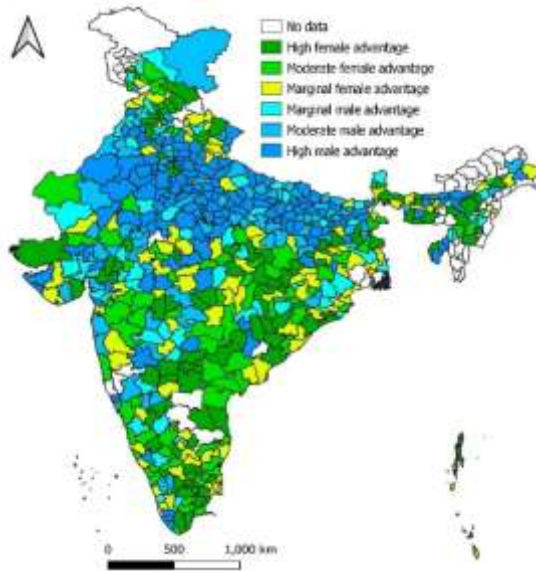 No data
High female advantage
Moderate female advantage
Marginal female advantage
Marginal male advantage
Moderate male advantage
High male advantage
0 500 1,000 km